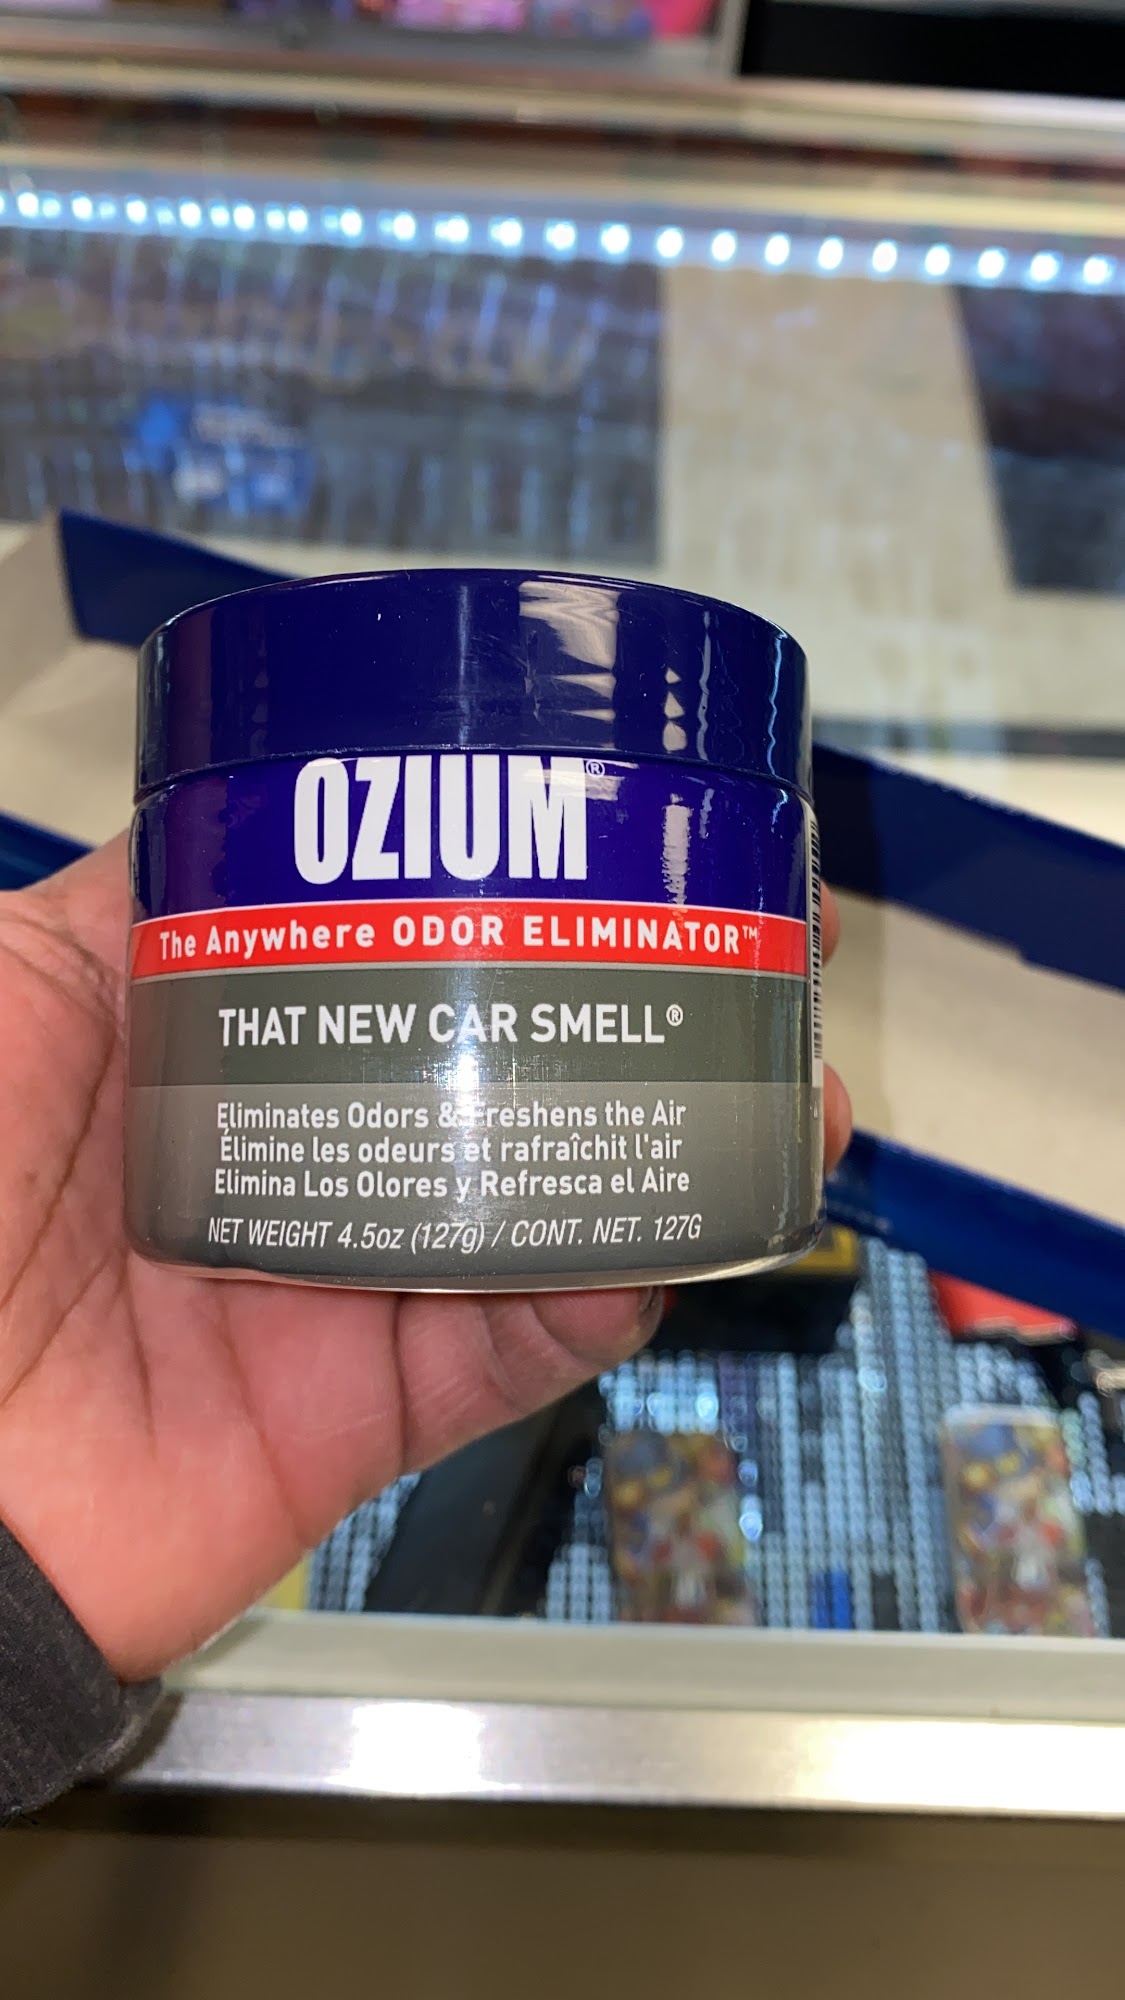 OZIUM®
The Anywhere ODOR ELIMINATOR™
THAT NEW CAR SMELL®
Eliminates Odors & Freshens the Air
Élimine les odeurs et rafraîchit l'air
Elimina Los Olores y Refresca el Aire
NET WEIGHT 4.5oz (127g) / CONT. NET. 127G